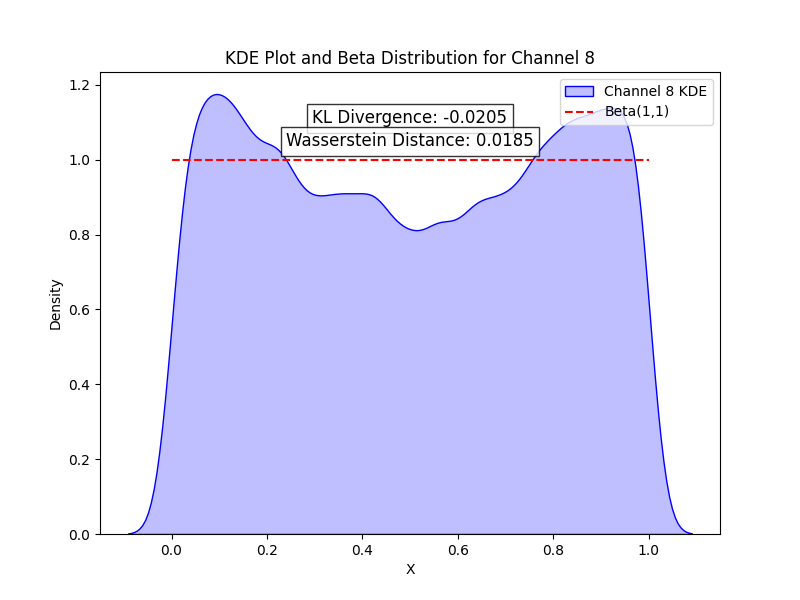 KDE Plot and Beta Distribution for Channel 8
KL Divergence: -0.0205
Wasserstein Distance: 0.0185
Channel 8 KDE
Beta(1,1)
Density
1.2
1.0
0.8
0.6
0.4
0.2
0.0
0.0 0.2 0.4 0.6 0.8 1.0
X